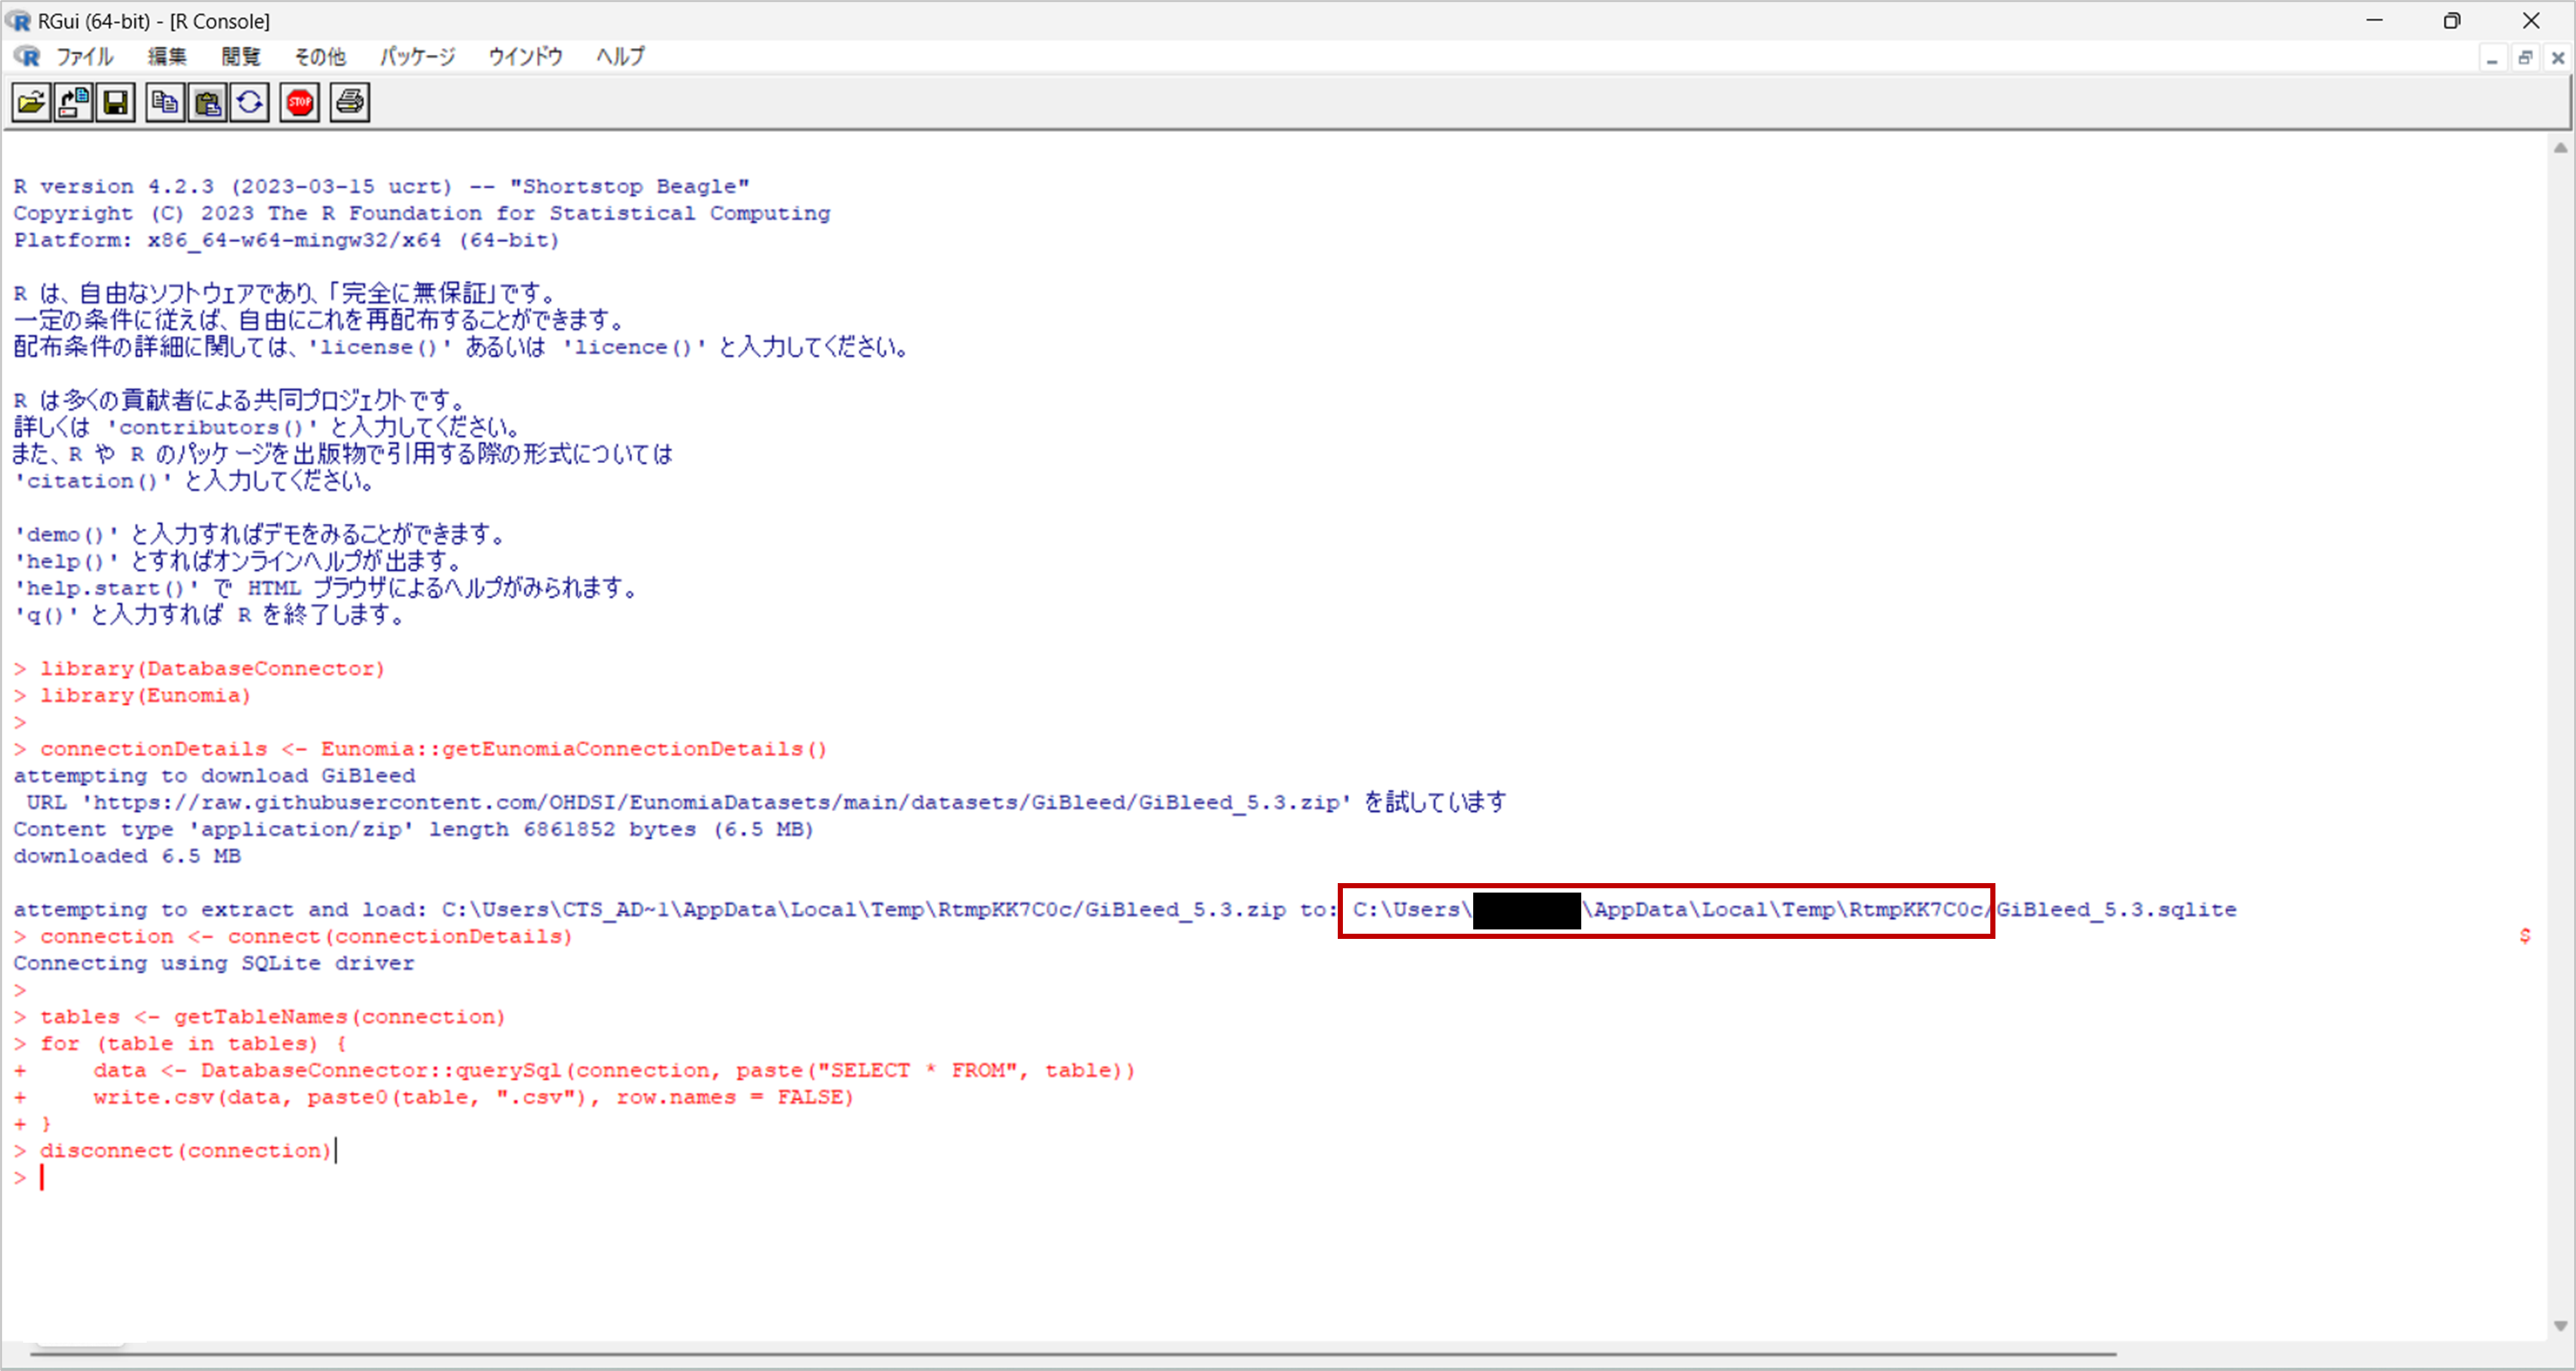 RGui (64-bit) - [R Console]
ファイル 編集 閲覧 その他 パッケージ ウインドウ ヘルプ
STOP
R version 4.2.3 (2023-03-15 ucrt) -- "Shortstop Beagle"
Copyright (C) 2023 The R Foundation for Statistical Computing
Platform: x86_64-w64-mingw32/x64 (64-bit)
R は、自由なソフトウェアであり、「完全に無保証」です。
一定の条件に従えば、自由にこれを再配布することができます。
配布条件の詳細に関しては、'license()' あるいは 'licence()' と入力してください。
R は多くの貢献者による共同プロジェクトです。
詳しくは 'contributors()' と入力してください。
また、R や R のパッケージを出版物で引用する際の形式については
'citation()' と入力してください。
'demo()' と入力すればデモをみることができます。
'help()' とすればオンラインヘルプが出ます。
'help.start()' で HTML ブラウザによるヘルプがみられます。
'q()' と入力すれば R を終了します。
> library(DatabaseConnector)
> library(Eunomia)
>
> connectionDetails <- Eunomia::getEunomiaConnectionDetails()
attempting to download GiBleed
URL 'https://raw.githubusercontent.com/OHDSI/EunomiaDatasets/main/datasets/GiBleed/GiBleed_5.3.zip' を試しています
Content type 'application/zip' length 6861852 bytes (6.5 MB)
downloaded 6.5 MB
attempting to extract and load: C:\Users\CTS_AD~1\AppData\Local\Temp\RtmpKK7C0c/GiBleed_5.3.zip to: C:\Users\ \AppData\Local\Temp\RtmpKK7C0c/GiBleed_5.3.sqlite
> connection <- connect(connectionDetails) $
Connecting using SQLite driver
>
> tables <- getTableNames(connection)
> for (table in tables) {
+ data <- DatabaseConnector::querySql(connection, paste("SELECT * FROM", table))
+ write.csv(data, paste0(table, ".csv"), row.names = FALSE)
+ }
> disconnect(connection)
>